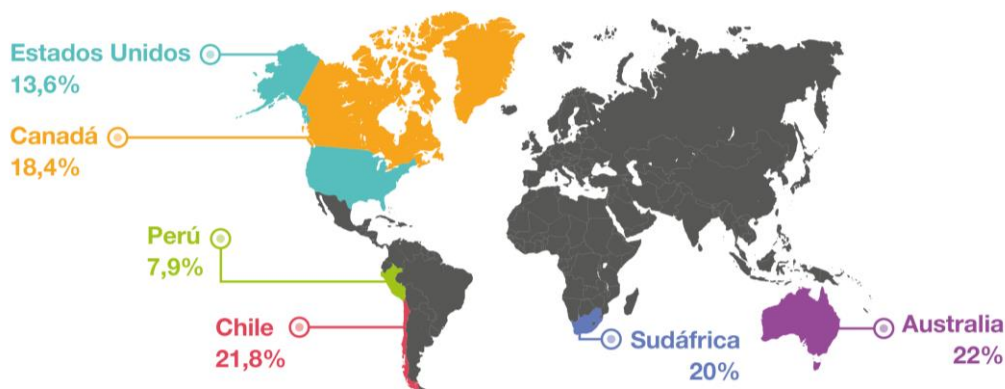 Estados Unidos
13,6%
Canadá
18,4%
Perú
7,9%
Chile
21,8%
Sudáfrica
20%
Australia
22%